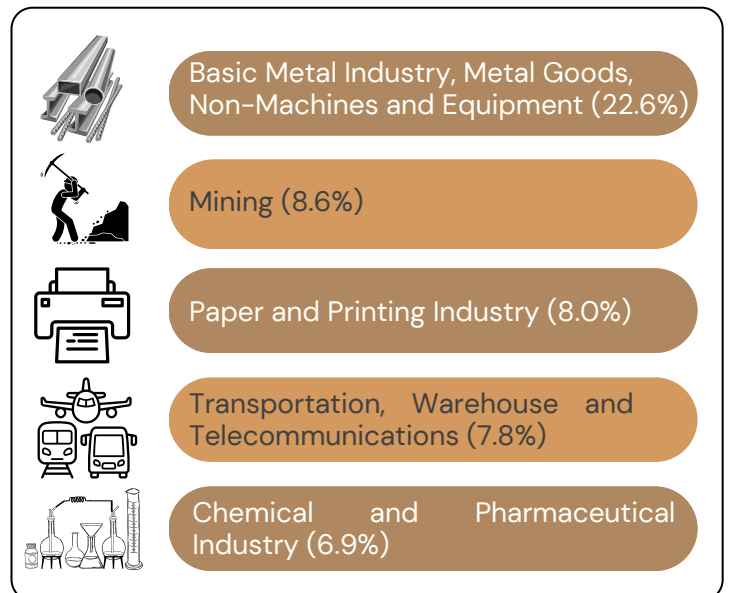 Basic Metal Industry, Metal Goods,
Non-Machines and Equipment (22.6%)
Mining (8.6%)
Paper and Printing Industry (8.0%)
Transportation, Warehouse and
Telecommunications (7.8%)
Chemical and Pharmaceutical
Industry (6.9%)